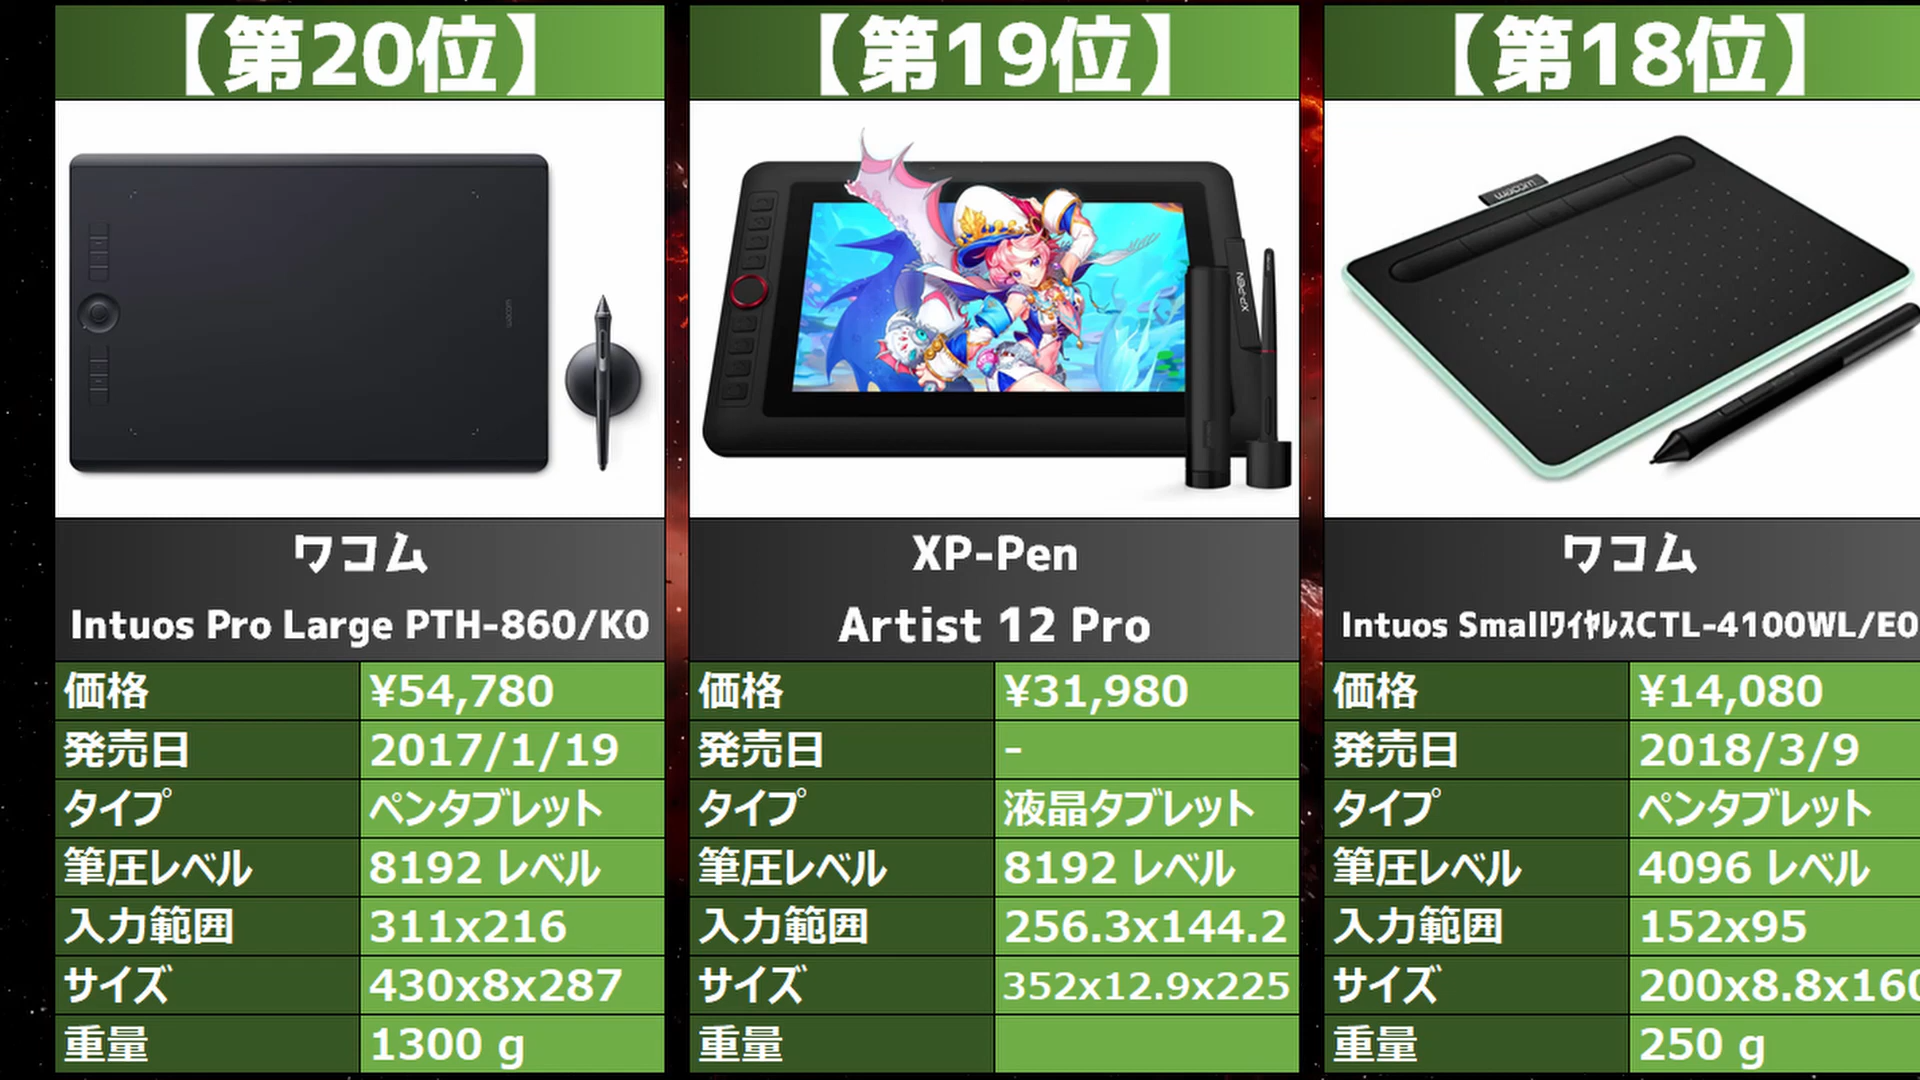 【第20位】
ワコム
Intuos Pro Large PTH-860/K0
価格 ¥54,780
発売日 2017/1/19
タイプ ペンタブレット
筆圧レベル 8192 レベル
入力範囲 311x216
サイズ 430x8x287
重量 1300 g
【第19位】
XP-PEN
XP-Pen
Artist 12 Pro
価格 ¥31,980
発売日 -
タイプ 液晶タブレット
筆圧レベル 8192 レベル
入力範囲 256.3x144.2
サイズ 352x12.9x225
重量
【第18位】
wacom
ワコム
Intuos SmallワイヤレスCTL-4100WL/E0
価格 ¥14,080
発売日 2018/3/9
タイプ ペンタブレット
筆圧レベル 4096 レベル
入力範囲 152x95
サイズ 200x8.8x160
重量 250 g